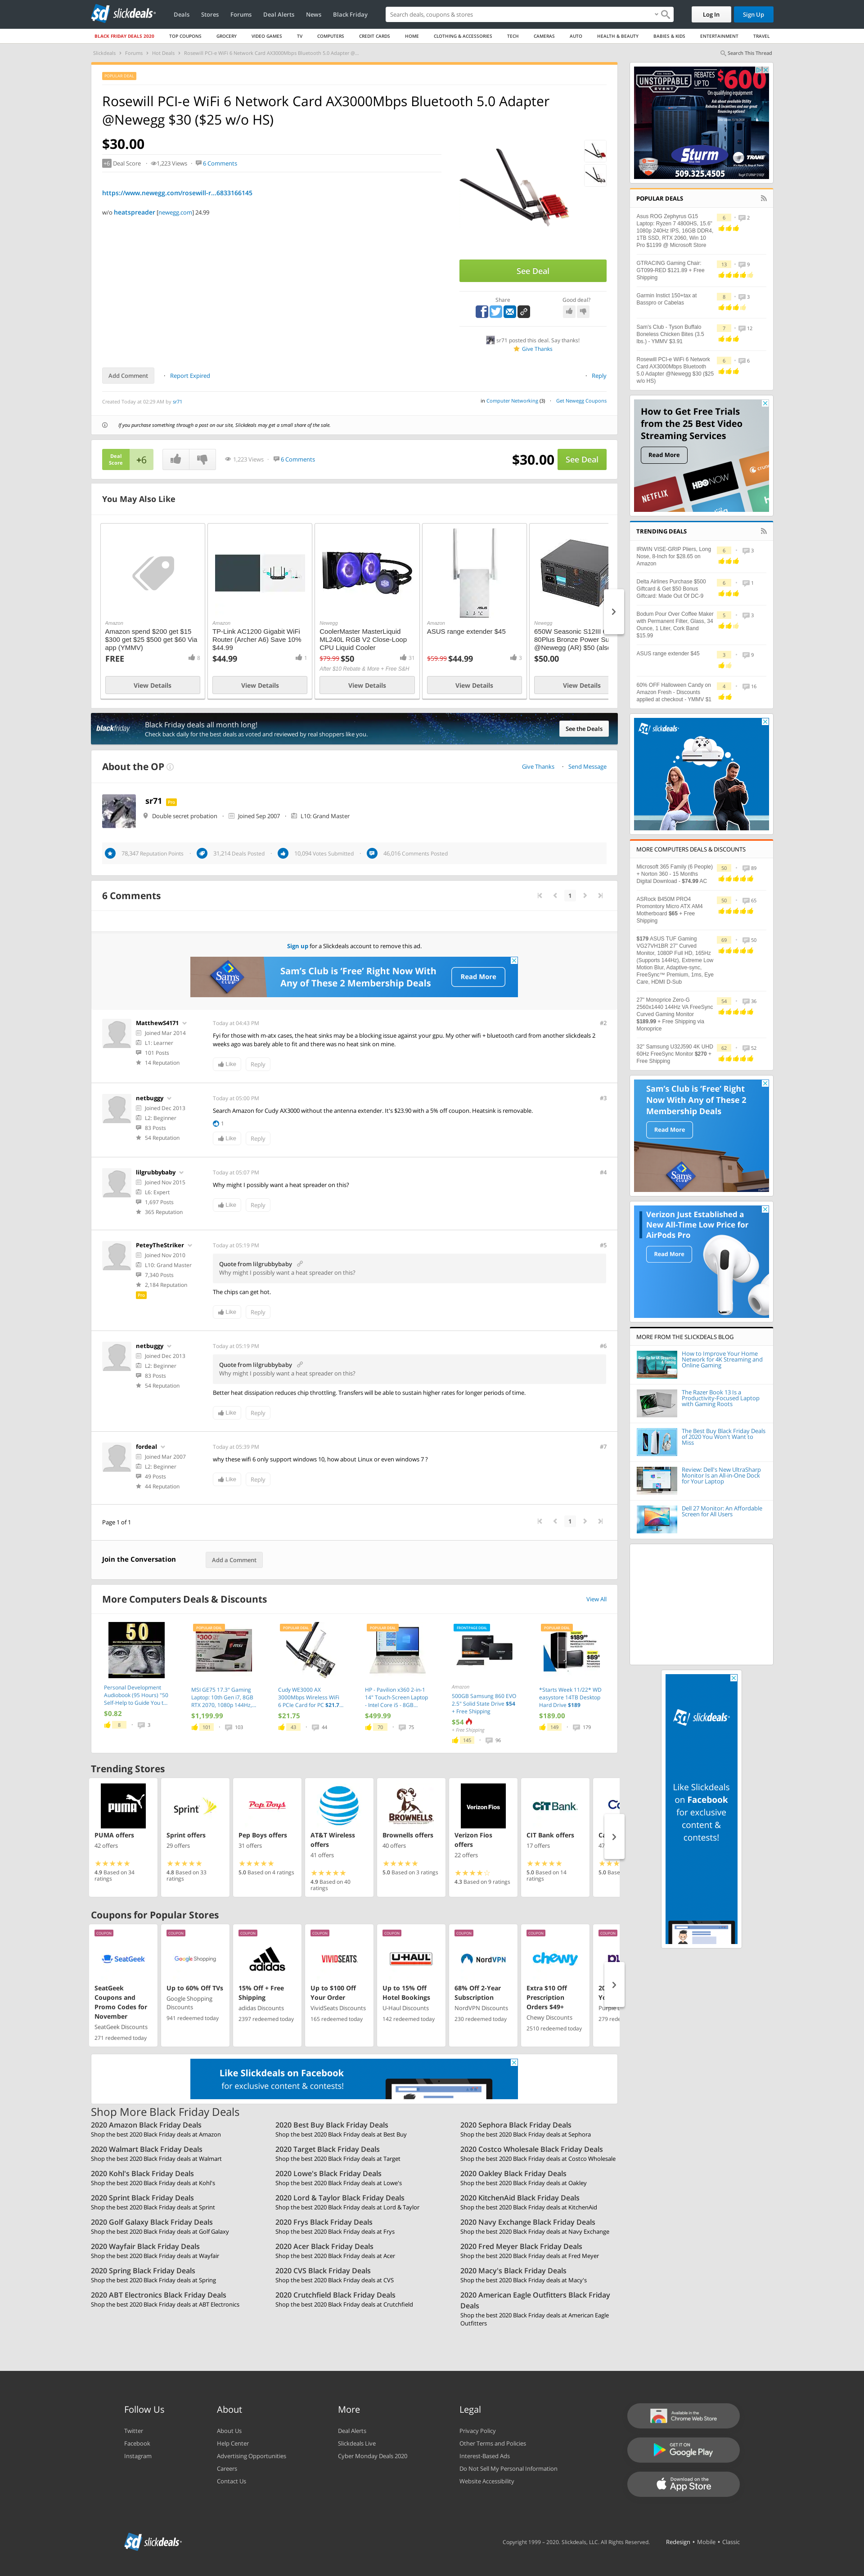 slickdeals
Deals
Stores
Forums
Deal Alerts
News
Black Friday
Search deals, coupons & stores
Log In
Sign Up
BLACK FRIDAY DEALS 2020
TOP COUPONS
GROCERY
VIDEO GAMES
TV
COMPUTERS
CREDIT CARDS
HOME
CLOTHING & ACCESSORIES
TECH
CAMERAS
AUTO
HEALTH & BEAUTY
BABIES & KIDS
ENTERTAINMENT
TRAVEL
Slickdeals
Forums
Hot Deals
Rosewill PCI-e WiFi 6 Network Card AX3000Mbps Bluetooth 5.0 Adapter @...
Search This Thread
POPULAR DEAL
Rosewill PCI-e WiFi 6 Network Card AX3000Mbps Bluetooth 5.0 Adapter
@Newegg $30 ($25 w/o HS)
$30.00
+6 Deal Score
1,223 Views
6 Comments
https://www.newegg.com/rosewill-r...6833166145
w/o heatspreader [newegg.com] 24.99
See Deal
Share
Good deal?
sr71 posted this deal. Say thanks!
Give Thanks
Add Comment
Report Expired
Reply
Created Today at 02:29 AM by sr71
in Computer Networking (3)
Get Newegg Coupons
If you purchase something through a post on our site, Slickdeals may get a small share of the sale.
Deal
Score
+6
1,223 Views
6 Comments
$30.00
See Deal
You May Also Like
Amazon
Amazon spend $200 get $15
$300 get $25 $500 get $60 Via
app (YMMV)
FREE
8
View Details
Amazon
TP-Link AC1200 Gigabit WiFi
Router (Archer A6) Save 10%
$44.99
$44.99
1
View Details
Newegg
CoolerMaster MasterLiquid
ML240L RGB V2 Close-Loop
CPU Liquid Cooler
$79.99 $50
31
After $10 Rebate & More + Free S&H
View Details
Amazon
ASUS range extender $45
$59.99 $44.99
3
View Details
Newegg
650W Seasonic S12III
80Plus Bronze Power Su
@Newegg (AR) $50 (also
$50.00
View Details
blackfriday
Black Friday deals all month long!
Check back daily for the best deals as voted and reviewed by real shoppers like you.
See the Deals
About the OP
Give Thanks
Send Message
sr71
Pro
Double secret probation
Joined Sep 2007
L10: Grand Master
78,347 Reputation Points
31,214 Deals Posted
10,094 Votes Submitted
46,016 Comments Posted
6 Comments
1
Sign up for a Slickdeals account to remove this ad.
Sam's Club is 'Free' Right Now With
Any of These 2 Membership Deals
Read More
MatthewS4171
Joined Mar 2014
L1: Learner
101 Posts
14 Reputation
Today at 04:43 PM
#2
Fyi for those with m-atx cases, the heat sinks may be a blocking issue against your gpu. My other wifi + bluetooth card from another slickdeals 2
weeks ago was barely able to fit and there was no heat sink on mine.
Like
Reply
netbuggy
Joined Dec 2013
L2: Beginner
83 Posts
54 Reputation
Today at 05:00 PM
#3
Search Amazon for Cudy AX3000 without the antenna extender. It's $23.90 with a 5% off coupon. Heatsink is removable.
1
Like
Reply
lilgrubbybaby
Joined Nov 2015
L6: Expert
1,697 Posts
365 Reputation
Today at 05:07 PM
#4
Why might I possibly want a heat spreader on this?
Like
Reply
PeteyTheStriker
Joined Nov 2010
L10: Grand Master
7,340 Posts
2,184 Reputation
Pro
Today at 05:19 PM
#5
Quote from lilgrubbybaby
Why might I possibly want a heat spreader on this?
The chips can get hot.
Like
Reply
netbuggy
Joined Dec 2013
L2: Beginner
83 Posts
54 Reputation
Today at 05:19 PM
#6
Quote from lilgrubbybaby
Why might I possibly want a heat spreader on this?
Better heat dissipation reduces chip throttling. Transfers will be able to sustain higher rates for longer periods of time.
Like
Reply
fordeal
Joined Mar 2007
L2: Beginner
49 Posts
44 Reputation
Today at 05:39 PM
#7
why these wifi 6 only support windows 10, how about Linux or even windows 7 ?
Like
Reply
Page 1 of 1
1
Join the Conversation
Add a Comment
More Computers Deals & Discounts
View All
50
Personal Development
Audiobook (95 Hours) "50
Self-Help to Guide You t...
$0.82
8
3
MSI GE75 17.3" Gaming
Laptop: 10th Gen i7, 8GB
RTX 2070, 1080p 144Hz,...
$1,199.99
101
103
Cudy WE3000 AX
3000Mbps Wireless WiFi
6 PCIe Card for PC $21.7...
$21.75
43
44
HP - Pavilion x360 2-in-1
14" Touch-Screen Laptop
- Intel Core i5 - 8GB...
$499.99
70
75
Amazon
500GB Samsung 860 EVO
2.5" Solid State Drive $54
+ Free Shipping
$54
+ Free Shipping
145
96
*Starts Week 11/22* WD
easystore 14TB Desktop
Hard Drive $189
$189.00
149
179
Trending Stores
PUMA offers
42 offers
4.9 Based on 34
ratings
Sprint offers
29 offers
4.8 Based on 33
ratings
Pep Boys offers
31 offers
5.0 Based on 4 ratings
AT&T Wireless
offers
41 offers
4.9 Based on 40
ratings
Brownells offers
40 offers
5.0 Based on 3 ratings
Verizon Fios
offers
22 offers
4.3 Based on 9 ratings
CIT Bank offers
17 offers
5.0 Based on 14
ratings
Coupons for Popular Stores
SeatGeek
Coupons and
Promo Codes for
November
SeatGeek Discounts
271 redeemed today
Up to 60% Off TVs
Google Shopping
Discounts
941 redeemed today
15% Off + Free
Shipping
adidas Discounts
2397 redeemed today
Up to $100 Off
Your Order
VividSeats Discounts
165 redeemed today
Up to 15% Off
Hotel Bookings
U-Haul Discounts
142 redeemed today
68% Off 2-Year
Subscription
NordVPN Discounts
230 redeemed today
Extra $10 Off
Prescription
Orders $49+
Chewy Discounts
2510 redeemed today
Like Slickdeals on Facebook
for exclusive content & contests!
Shop More Black Friday Deals
2020 Amazon Black Friday Deals
Shop the best 2020 Black Friday deals at Amazon
2020 Walmart Black Friday Deals
Shop the best 2020 Black Friday deals at Walmart
2020 Kohl's Black Friday Deals
Shop the best 2020 Black Friday deals at Kohl's
2020 Sprint Black Friday Deals
Shop the best 2020 Black Friday deals at Sprint
2020 Golf Galaxy Black Friday Deals
Shop the best 2020 Black Friday deals at Golf Galaxy
2020 Wayfair Black Friday Deals
Shop the best 2020 Black Friday deals at Wayfair
2020 Spring Black Friday Deals
Shop the best 2020 Black Friday deals at Spring
2020 ABT Electronics Black Friday Deals
Shop the best 2020 Black Friday deals at ABT Electronics
2020 Best Buy Black Friday Deals
Shop the best 2020 Black Friday deals at Best Buy
2020 Target Black Friday Deals
Shop the best 2020 Black Friday deals at Target
2020 Lowe's Black Friday Deals
Shop the best 2020 Black Friday deals at Lowe's
2020 Lord & Taylor Black Friday Deals
Shop the best 2020 Black Friday deals at Lord & Taylor
2020 Frys Black Friday Deals
Shop the best 2020 Black Friday deals at Frys
2020 Acer Black Friday Deals
Shop the best 2020 Black Friday deals at Acer
2020 CVS Black Friday Deals
Shop the best 2020 Black Friday deals at CVS
2020 Crutchfield Black Friday Deals
Shop the best 2020 Black Friday deals at Crutchfield
2020 Sephora Black Friday Deals
Shop the best 2020 Black Friday deals at Sephora
2020 Costco Wholesale Black Friday Deals
Shop the best 2020 Black Friday deals at Costco Wholesale
2020 Oakley Black Friday Deals
Shop the best 2020 Black Friday deals at Oakley
2020 KitchenAid Black Friday Deals
Shop the best 2020 Black Friday deals at KitchenAid
2020 Navy Exchange Black Friday Deals
Shop the best 2020 Black Friday deals at Navy Exchange
2020 Fred Meyer Black Friday Deals
Shop the best 2020 Black Friday deals at Fred Meyer
2020 Macy's Black Friday Deals
Shop the best 2020 Black Friday deals at Macy's
2020 American Eagle Outfitters Black Friday
Deals
Shop the best 2020 Black Friday deals at American Eagle
Outfitters
REBATES UP TO $600
ON QUALIFYING EQUIPMENT
Sturm
TRANE
509.325.4505
POPULAR DEALS
Asus ROG Zephyrus G15
Laptop: Ryzen 7 4800HS, 15.6"
1080p 240Hz IPS, 16GB DDR4,
1TB SSD, RTX 2060, Win 10
Pro $1199 @ Microsoft Store
6
2
GTRACING Gaming Chair:
GT099-RED $121.89 + Free
Shipping
13
9
Garmin Instict 150+tax at
Basspro or Cabelas
8
3
Sam's Club - Tyson Buffalo
Boneless Chicken Bites (3.5
lbs.) - YMMV $3.91
7
12
Rosewill PCI-e WiFi 6 Network
Card AX3000Mbps Bluetooth
5.0 Adapter @Newegg $30 ($25
w/o HS)
6
6
How to Get Free Trials
from the 25 Best Video
Streaming Services
Read More
NETFLIX
HBO NOW
TRENDING DEALS
IRWIN VISE-GRIP Pliers, Long
Nose, 8-Inch for $28.65 on
Amazon
6
3
Delta Airlines Purchase $500
Giftcard & Get $50 Bonus
Giftcard: Made Out Of DC-9
6
1
Bodum Pour Over Coffee Maker
with Permanent Filter, Glass, 34
Ounce, 1 Liter, Cork Band
$15.99
5
3
ASUS range extender $45
3
9
60% OFF Halloween Candy on
Amazon Fresh - Discounts
applied at checkout - YMMV $1
4
16
slickdeals
MORE COMPUTERS DEALS & DISCOUNTS
Microsoft 365 Family (6 People)
+ Norton 360 - 15 Months
Digital Download - $74.99 AC
50
89
ASRock B450M PRO4
Promontory Micro ATX AM4
Motherboard $65 + Free
Shipping
50
65
$179 ASUS TUF Gaming
VG27VH1BR 27" Curved
Monitor, 1080P Full HD, 165Hz
(Supports 144Hz), Extreme Low
Motion Blur, Adaptive-sync,
FreeSync™ Premium, 1ms, Eye
Care, HDMI D-Sub
69
50
27" Monoprice Zero-G
2560x1440 144Hz VA FreeSync
Curved Gaming Monitor
$189.99 + Free Shipping via
Monoprice
54
36
32" Samsung U32J590 4K UHD
60Hz FreeSync Monitor $270 +
Free Shipping
62
52
Sam's Club is 'Free' Right
Now With Any of These 2
Membership Deals
Read More
Verizon Just Established a
New All-Time Low Price for
AirPods Pro
Read More
MORE FROM THE SLICKDEALS BLOG
How to Improve Your Home
Network for 4K Streaming and
Online Gaming
The Razer Book 13 Is a
Productivity-Focused Laptop
with Gaming Roots
The Best Buy Black Friday Deals
of 2020 You Won't Want to
Miss
Review: Dell's New UltraSharp
Monitor Is an All-in-One Dock
for Your Laptop
Dell 27 Monitor: An Affordable
Screen for All Users
slickdeals
Like Slickdeals
on Facebook
for exclusive
content &
contests!
Follow Us
Twitter
Facebook
Instagram
About
About Us
Help Center
Advertising Opportunities
Careers
Contact Us
More
Deal Alerts
Slickdeals Live
Cyber Monday Deals 2020
Legal
Privacy Policy
Other Terms and Policies
Interest-Based Ads
Do Not Sell My Personal Information
Website Accessibility
Available in the
Chrome Web Store
GET IT ON
Google Play
Download on the
App Store
slickdeals
Copyright 1999 - 2020. Slickdeals, LLC. All Rights Reserved.
Redesign • Mobile • Classic